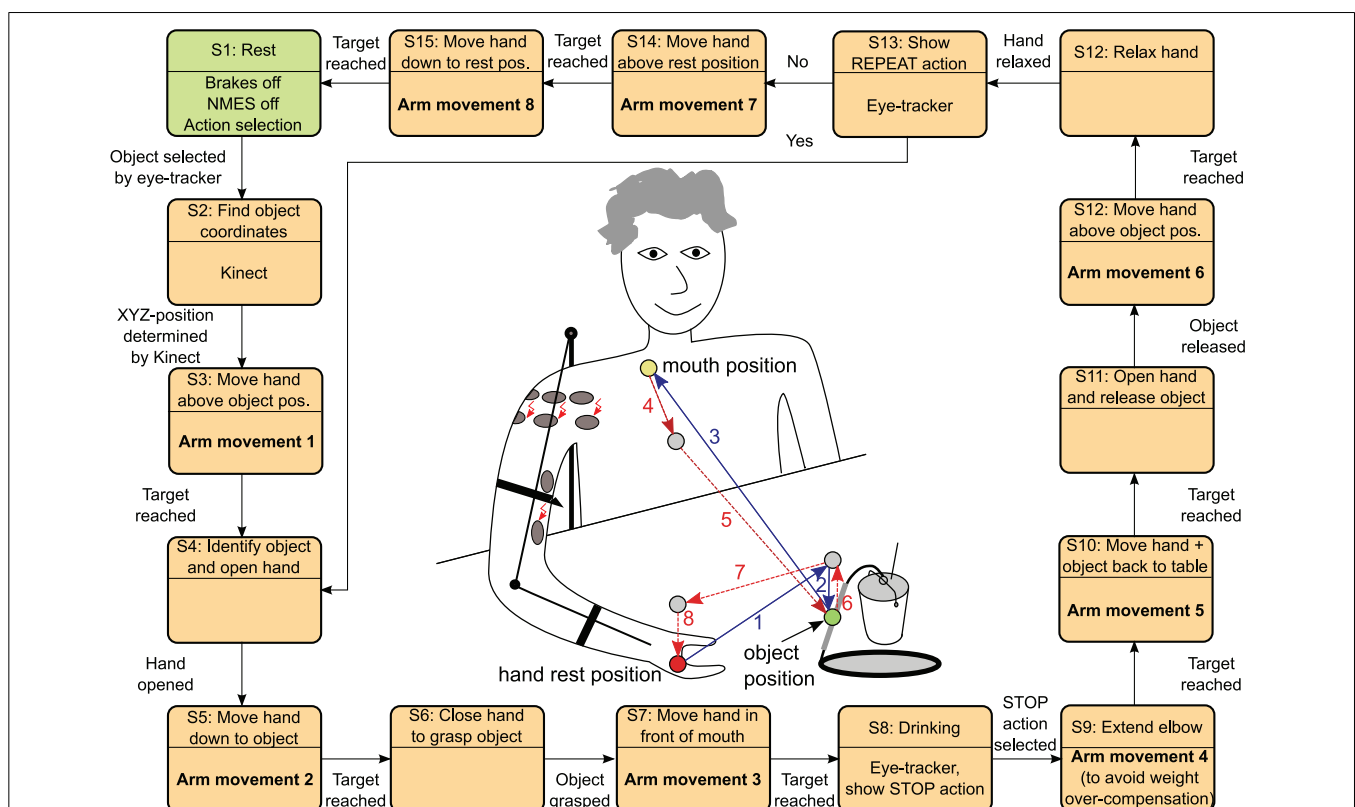 S1: Rest
Brakes off
NMES off
Action selection
Target
reached
S15: Move hand
down to rest pos.
Arm movement 8
Target
reached
S14: Move hand
above rest position
Arm movement 7
No
S13: Show
REPEAT action
Eye-tracker
Yes
Hand
relaxed
S12: Relax hand
Object selected
by eye-tracker
S2: Find object
coordinates
Kinect
XYZ-position
determined
by Kinect
S3: Move hand
above object pos.
Arm movement 1
Target
reached
S4: Identify object
and open hand
Hand
opened
S5: Move hand
down to object
Arm movement 2
Target
reached
S6: Close hand
to grasp object
Object
grasped
S7: Move hand in
front of mouth
Arm movement 3
Target
reached
S8: Drinking
Eye-tracker,
show STOP action
STOP
action
selected
S9: Extend elbow
Arm movement 4
(to avoid weight
over-compensation)
Target
reached
S10: Move hand +
object back to table
Arm movement 5
Target
reached
S11: Open hand
and release object
Object
released
S12: Move hand
above object pos.
Arm movement 6
Target
reached
mouth position
4
3
5
7
2
6
1
8
hand rest position
object
position